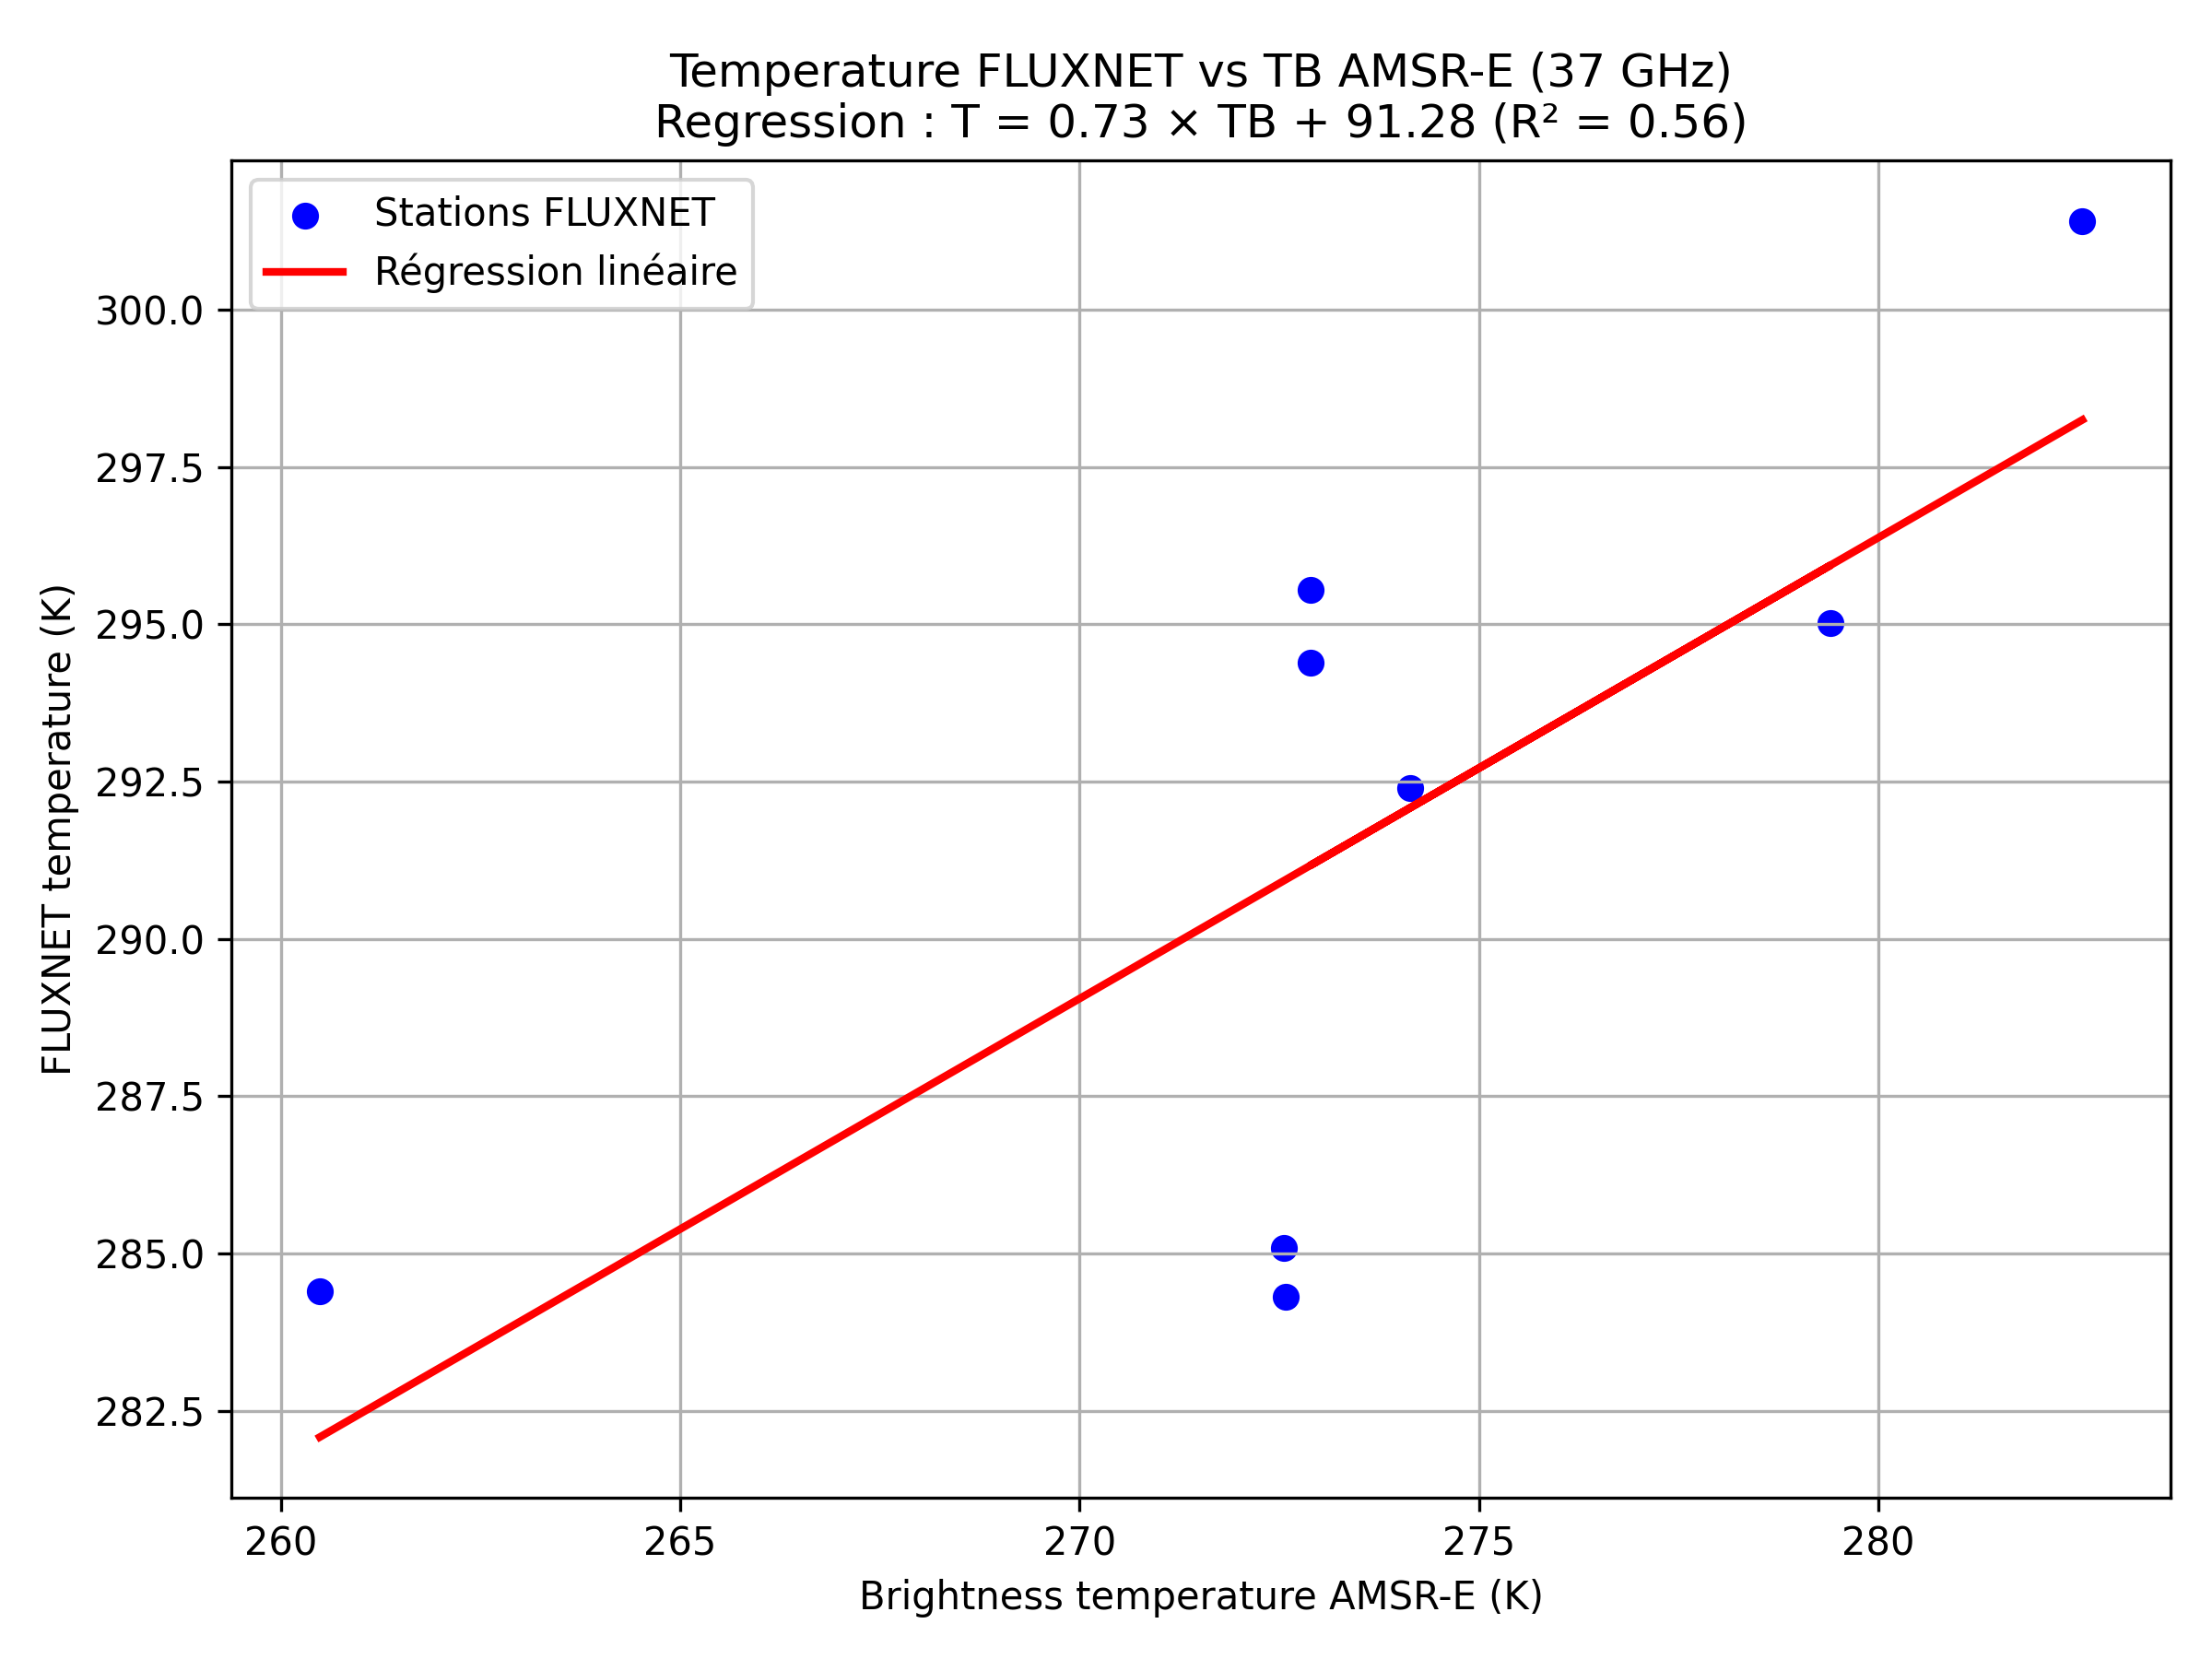 Temperature FLUXNET vs TB AMSR-E (37 GHz)
Regression : T = 0.73 × TB + 91.28 (R² = 0.56)
Stations FLUXNET
Régression linéaire
300.0
297.5
295.0
292.5
290.0
287.5
285.0
282.5
FLUXNET temperature (K)
260 265 270 275 280
Brightness temperature AMSR-E (K)